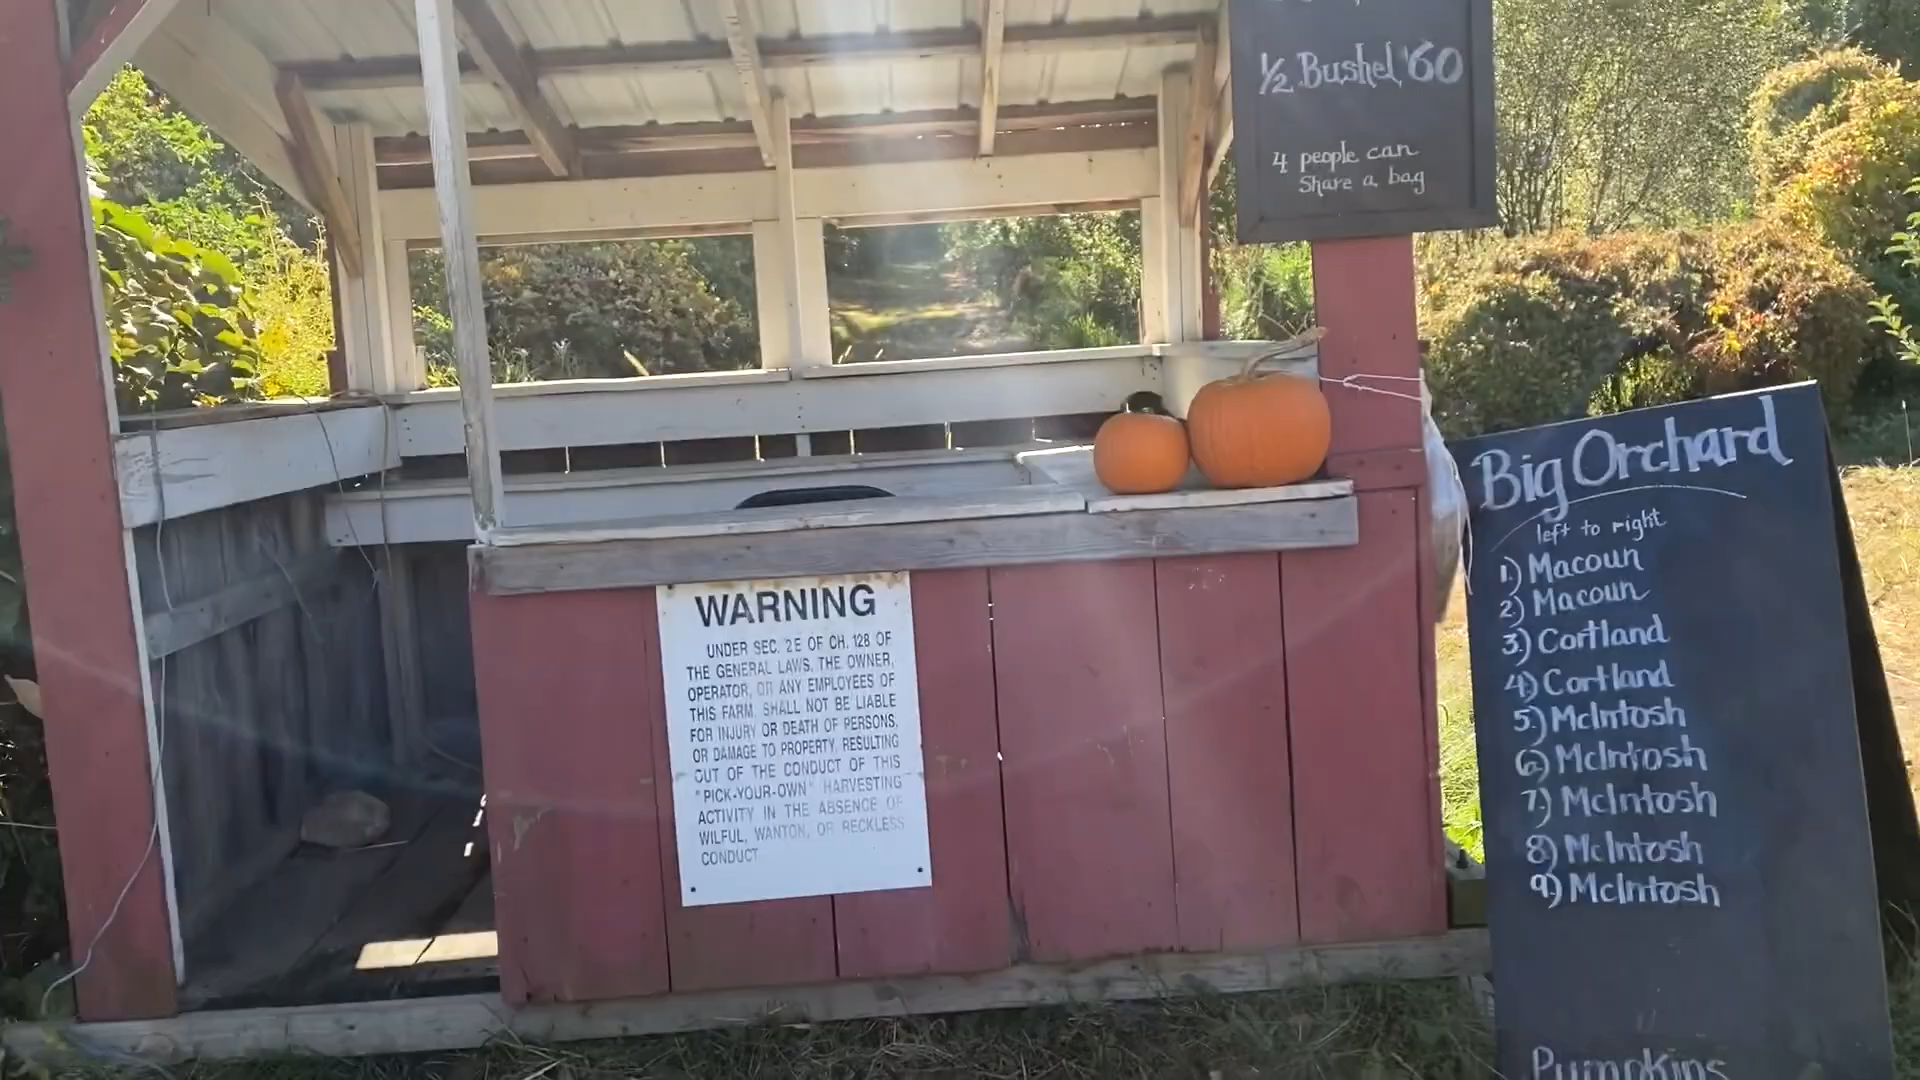 ½ Bushel $60
4 people can
Share a bag
Big Orchard
left to right
1) Macoun
2) Macoun
3) Cortland
4) Cortland
5) McIntosh
6) McIntosh
7) McIntosh
8) McIntosh
9) McIntosh
Pumpkins
WARNING
UNDER SEC. 2E OF CH. 128 OF
THE GENERAL LAWS, THE OWNER,
OPERATOR, OR ANY EMPLOYEES OF
THIS FARM, SHALL NOT BE LIABLE
FOR INJURY OR DEATH OF PERSONS,
OR DAMAGE TO PROPERTY, RESULTING
OUT OF THE CONDUCT OF THIS
"PICK-YOUR-OWN" HARVESTING
ACTIVITY IN THE ABSENCE OF
WILFUL, WANTON, OR RECKLESS
CONDUCT